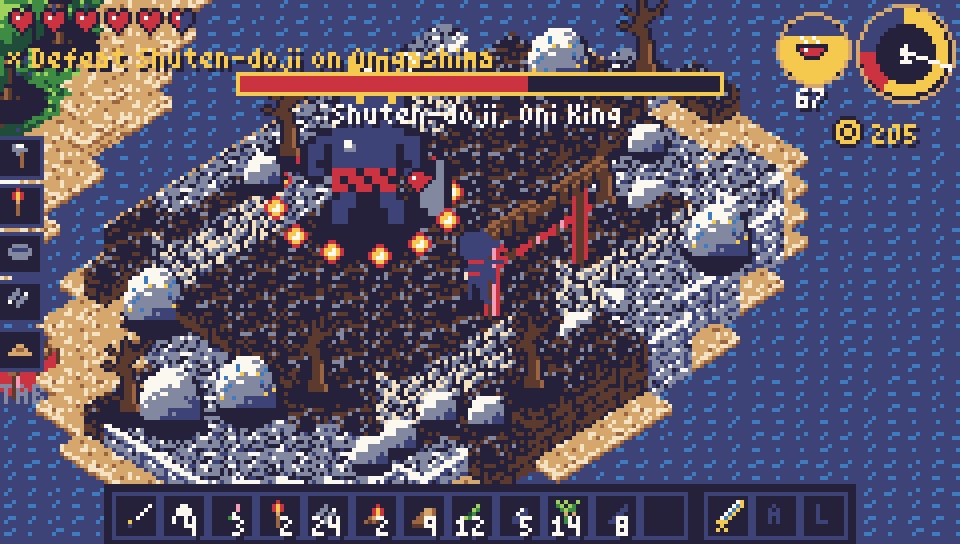 × Defeat Shuten-doji on Onigashima
Shuten-doji, Oni King
67
205
THE
4 3 2 24 2 9 12 5 14 8 A L